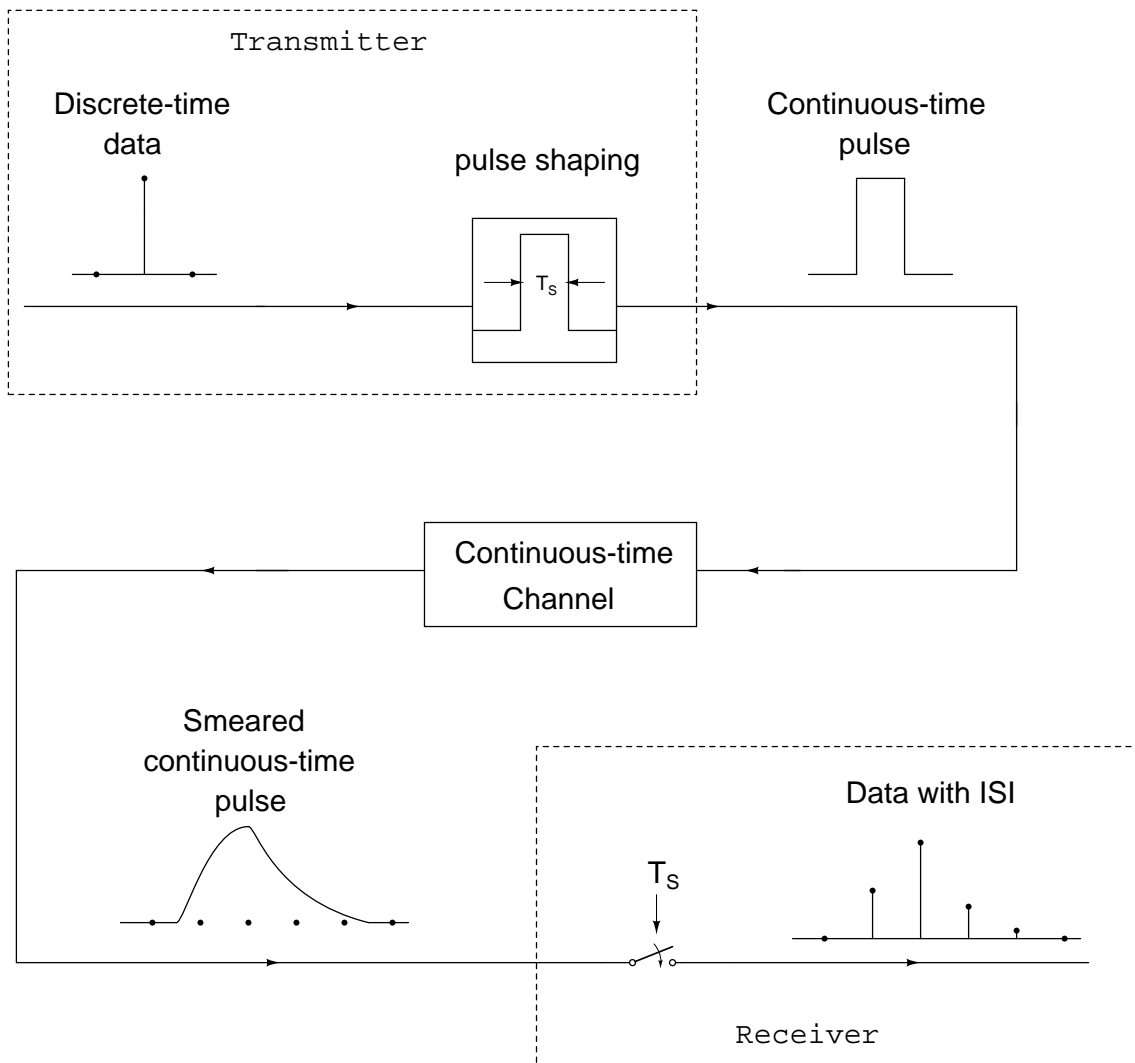 Transmitter
Discrete-time
data
pulse shaping
T_S
Continuous-time
pulse
Continuous-time
Channel
Smeared
continuous-time
pulse
Data with ISI
T_S
Receiver